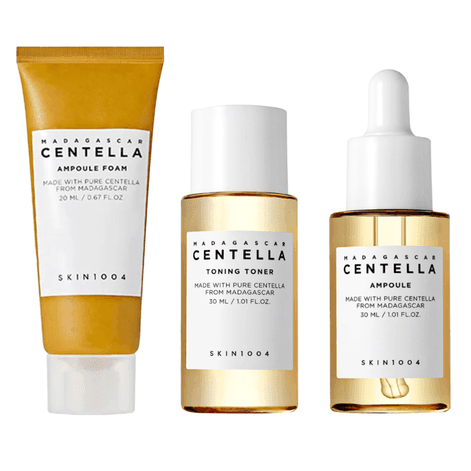 MADAGASCAR
CENTELLA
AMPOULE FOAM
MADE WITH PURE CENTELLA
FROM MADAGASCAR
20 ML / 0.67 FL.OZ.
SKIN1004
MADAGASCAR
CENTELLA
TONING TONER
MADE WITH PURE CENTELLA
FROM MADAGASCAR
30 ML / 1.01 FL.OZ.
SKIN1004
MADAGASCAR
CENTELLA
AMPOULE
MADE WITH PURE CENTELLA
FROM MADAGASCAR
30 ML / 1.01 FL.OZ.
SKIN1004